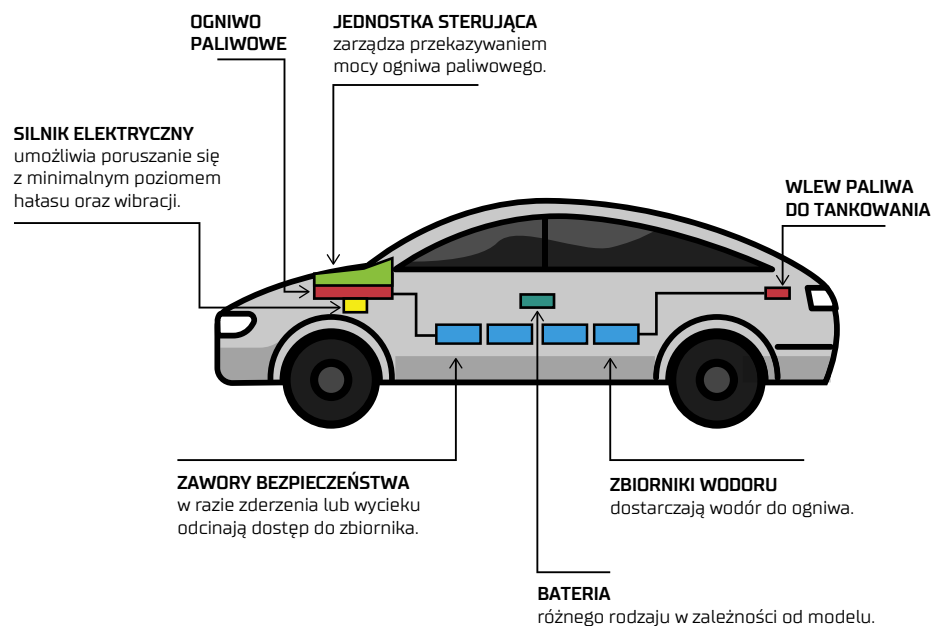 OGNIWO
PALIWOWE
JEDNOSTKA STERUJĄCA
zarządza przekazywaniem
mocy ogniwa paliwowego.
SILNIK ELEKTRYCZNY
umożliwia poruszanie się
z minimalnym poziomem
hałasu oraz wibracji.
WLEW PALIWA
DO TANKOWANIA
ZAWORY BEZPIECZEŃSTWA
w razie zderzenia lub wycieku
odcinają dostęp do zbiornika.
ZBIORNIKI WODORU
dostarczają wodór do ogniwa.
BATERIA
różnego rodzaju w zależności od modelu.